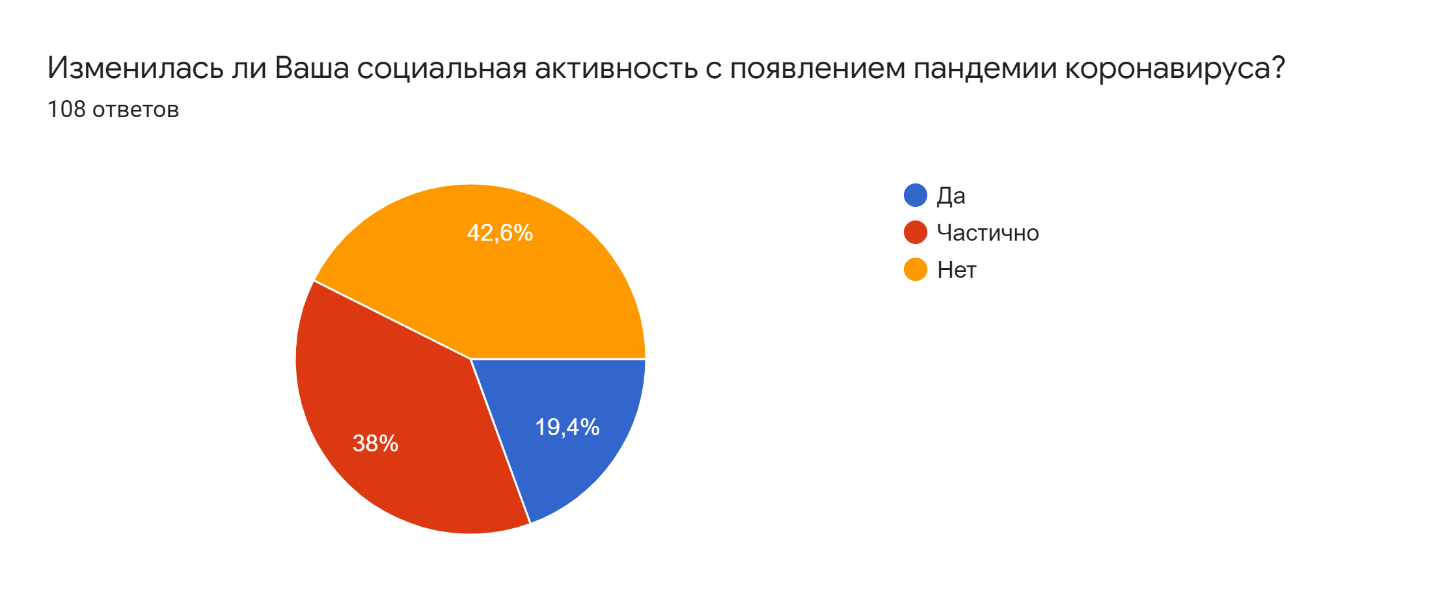 Изменилась ли Ваша социальная активность с появлением пандемии коронавируса?
108 ответов
42,6%
38%
19,4%
Да
Частично
Нет